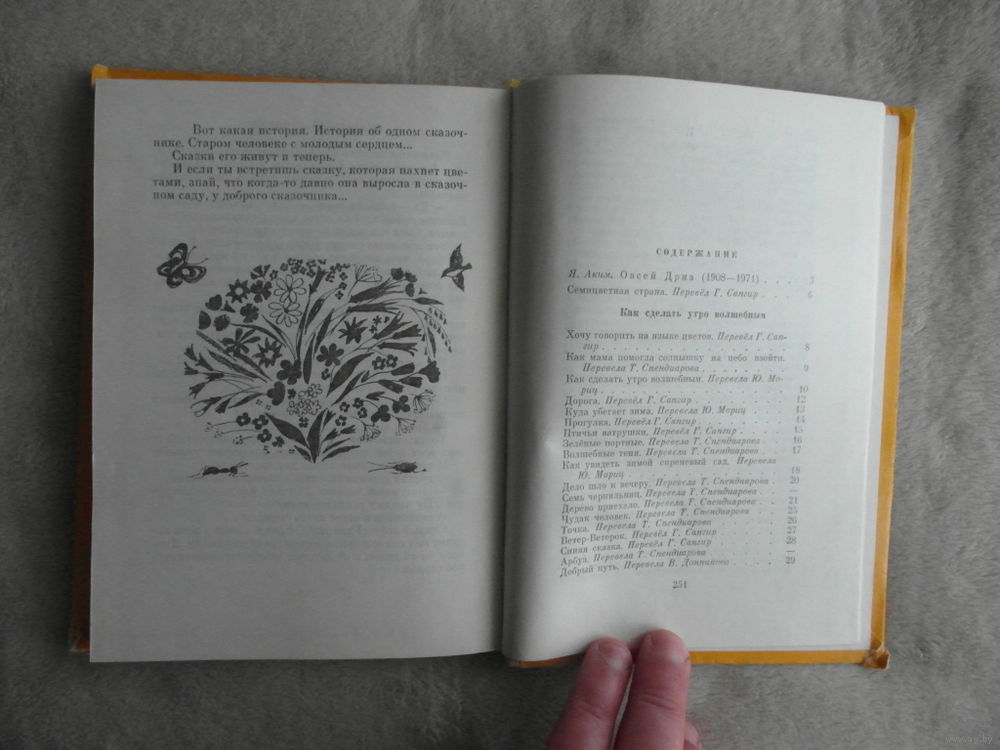 Вот какая история. История об одном сказоч-
нике. Старом человеке с молодым сердцем...
Сказки его живут и теперь.
И если ты встретишь сказку, которая пахнет цве-
тами, знай, что когда-то давно она выросла в сказоч-
ном саду, у доброго сказочника...
СОДЕРЖАНИЕ
Я. Аким. Овсей Дриз (1908—1971) . . . 3
Семицветная страна. Перевёл Г. Сапгир . . . 6
Как сделать утро волшебным
Хочу говорить на языке цветов. Перевёл Г. Сап-
гир . . . 8
Как мама помогла солнышку на небо взойти.
Перевела Т. Спендиарова . . . 9
Как сделать утро волшебным. Перевела Ю. Мо-
риц . . . 10
Дорога. Перевёл Г. Сапгир . . . 12
Куда убегает зима. Перевела Ю. Мориц . . . 13
Прогулка. Перевёл Г. Сапгир . . . 14
Птичьи ватрушки. Перевёл Г. Сапгир . . . 15
Зелёные портные. Перевела Т. Спендиарова . . . 16
Волшебные тени. Перевела Т. Спендиарова . . . 17
Как увидеть зимой сиреневый сад. Перевела
Ю. Мориц . . . 18
Дело шло к вечеру. Перевела Т. Спендиарова . 20
Семь чернильниц. Перевела Т. Спендиарова . . —
Дерево приехало. Перевела Т. Спендиарова . . 21
Чудак человек. Перевела Т. Спендиарова . . . 25
Точка. Перевела Т. Спендиарова . . . 26
Ветер-Ветерок. Перевёл Г. Сапгир . . . 27
Синяя сказка. Перевёл Г. Сапгир . . . 28
Арбуз. Перевела Т. Спендиарова . . . —
Добрый путь. Перевела В. Донникова . . . 29
251
www.ay.by